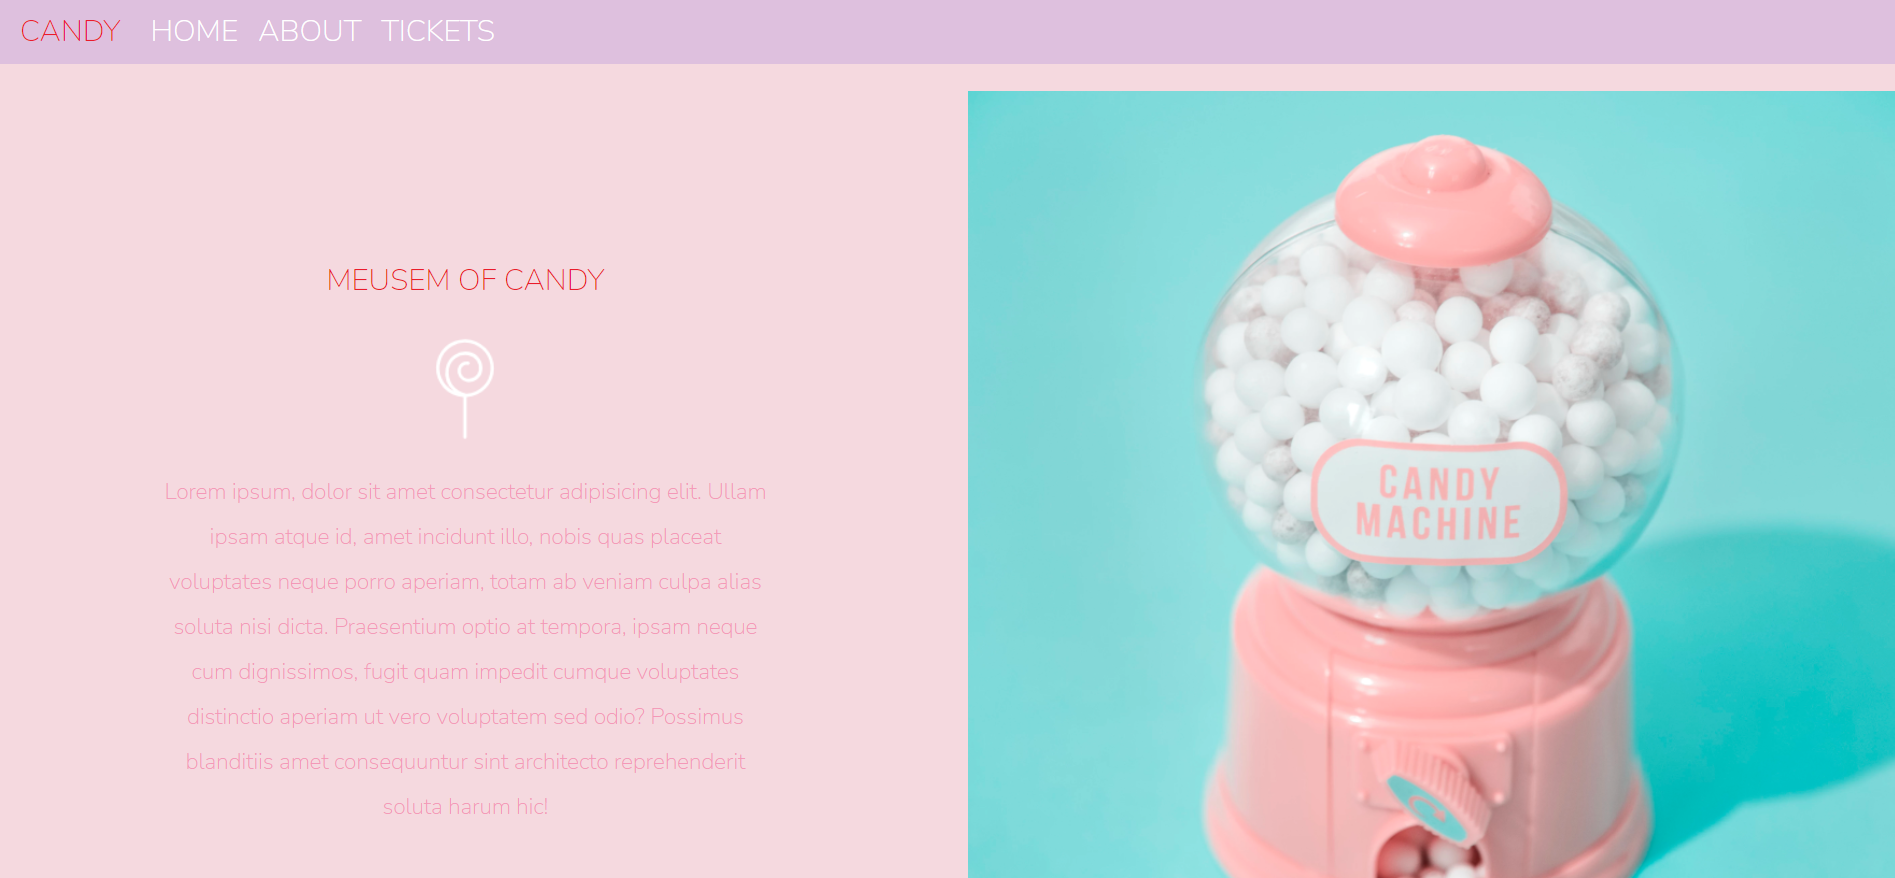 CANDY HOME ABOUT TICKETS
MEUSEM OF CANDY
Lorem ipsum, dolor sit amet consectetur adipisicing elit. Ullam
ipsam atque id, amet incidunt illo, nobis quas placeat
voluptates neque porro aperiam, totam ab veniam culpa alias
soluta nisi dicta. Praesentium optio at tempora, ipsam neque
cum dignissimos, fugit quam impedit cumque voluptates
distinctio aperiam ut vero voluptatem sed odio? Possimus
blanditiis amet consequuntur sint architecto reprehenderit
soluta harum hic!
CANDY
MACHINE